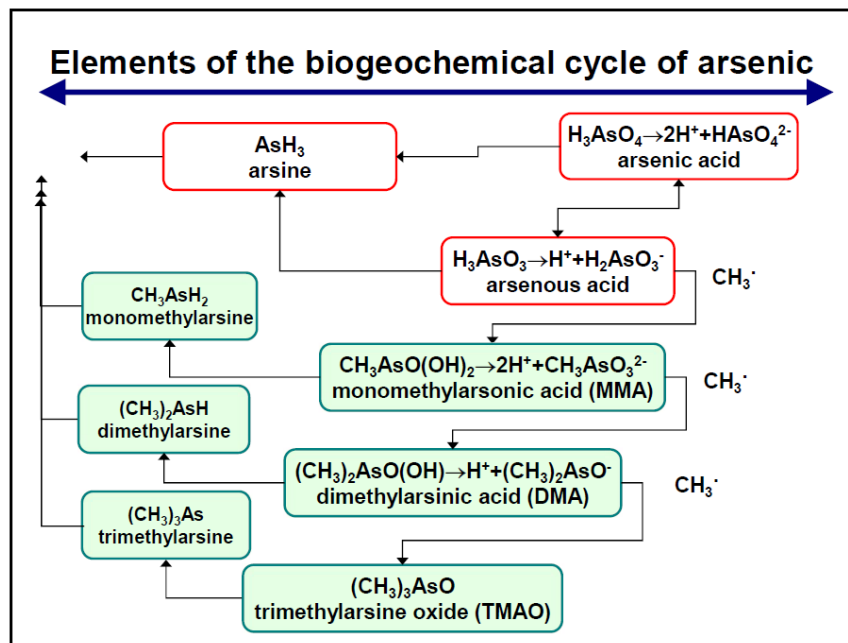 Elements of the biogeochemical cycle of arsenic
AsH₃
arsine
H₃AsO₄→2H⁺+HAsO₄²⁻
arsenic acid
H₃AsO₃→H⁺+H₂AsO₃⁻
arsenous acid
CH₃˙
CH₃AsH₂
monomethylarsine
CH₃AsO(OH)₂→2H⁺+CH₃AsO₃²⁻
monomethylarsonic acid (MMA)
CH₃˙
(CH₃)₂AsH
dimethylarsine
(CH₃)₂AsO(OH)→H⁺+(CH₃)₂AsO⁻
dimethylarsinic acid (DMA)
CH₃˙
(CH₃)₃As
trimethylarsine
(CH₃)₃AsO
trimethylarsine oxide (TMAO)